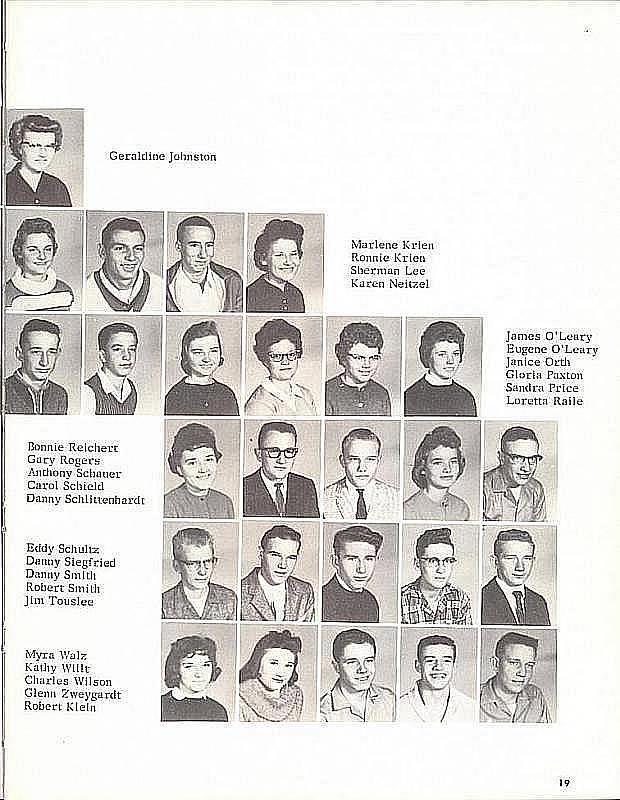 Geraldine Johnston
Marlene Krien
Ronnie Krien
Sherman Lee
Karen Neitzel
James O'Leary
Eugene O'Leary
Janice Orth
Gloria Paxton
Sandra Price
Loretta Raile
Bonnie Reichert
Gary Rogers
Anthony Schauer
Carol Schield
Danny Schlittenhardt
Eddy Schultz
Danny Siegfried
Danny Smith
Robert Smith
Jim Touslee
Myra Walz
Kathy Willt
Charles Wilson
Glenn Zweygardt
Robert Klein
19